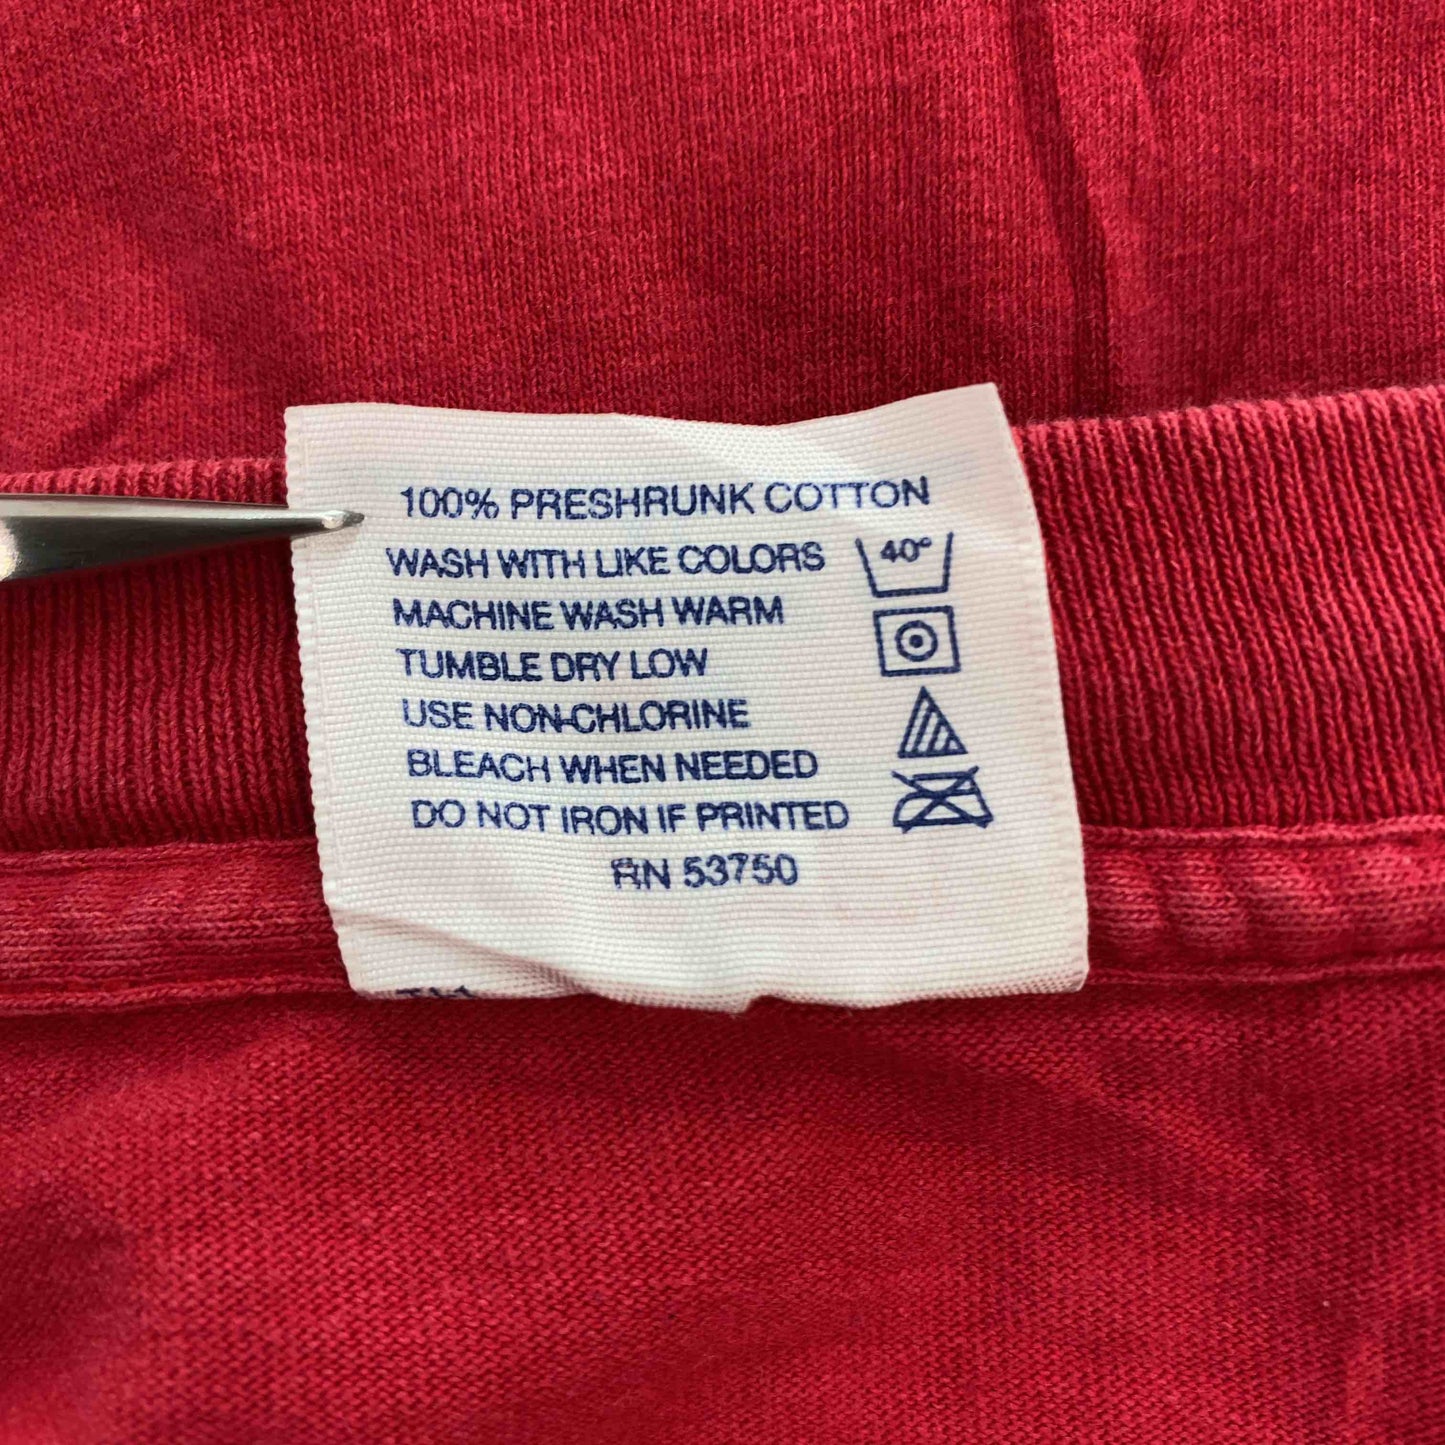 100% PRESHRUNK COTTON
WASH WITH LIKE COLORS 40°
MACHINE WASH WARM
TUMBLE DRY LOW
USE NON-CHLORINE
BLEACH WHEN NEEDED
DO NOT IRON IF PRINTED
RN 53750